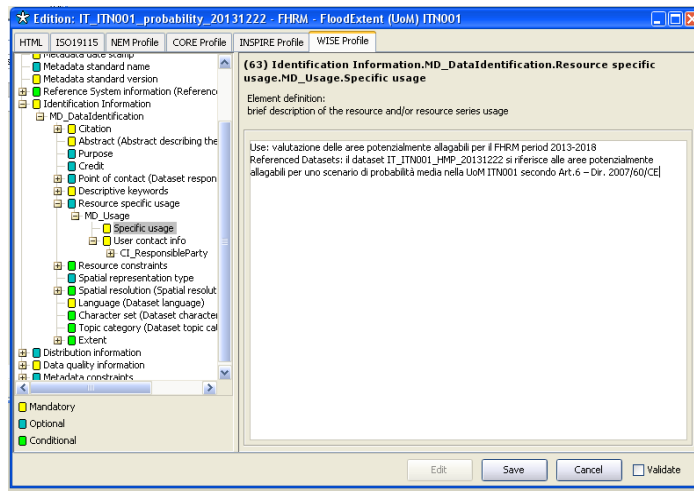 Edition: IT_ITN001_probability_20131222 - FHRM - FloodExtent (UoM) ITN001
HTML ISO19115 NEM Profile CORE Profile INSPIRE Profile WISE Profile
Metadata date stamp
Metadata standard name
Metadata standard version
Reference System information (Referenc
Identification Information
MD_DataIdentification
Citation
Abstract (Abstract describing the
Purpose
Credit
Point of contact (Dataset respon
Descriptive keywords
Resource specific usage
MD_Usage
Specific usage
User contact info
CI_ResponsibleParty
Resource constraints
Spatial representation type
Spatial resolution (Spatial resolut
Language (Dataset language)
Character set (Dataset character
Topic category (Dataset topic cat
Extent
Distribution information
Data quality information
Metadata constraints
Mandatory
Optional
Conditional
(63) Identification Information.MD_DataIdentification.Resource specific
usage.MD_Usage.Specific usage
Element definition:
brief description of the resource and/or resource series usage
Use: valutazione delle aree potenzialmente allagabili per il FHRM period 2013-2018
Referenced Datasets: il dataset IT_ITN001_HMP_20131222 si riferisce alle aree potenzialmente
allagabili per uno scenario di probabilità media nella UoM ITN001 secondo Art.6 – Dir. 2007/60/CE
Edit Save Cancel Validate